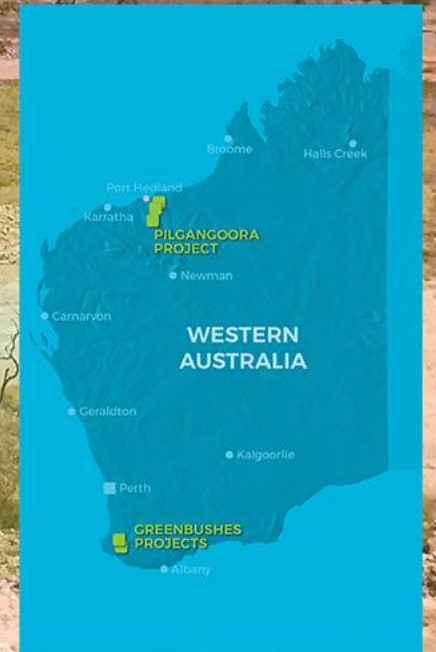 Broome
Halls Creek
Port Hedland
Karratha
PILGANGOORA
PROJECT
Newman
Carnarvon
WESTERN
AUSTRALIA
Geraldton
Kalgoorlie
Perth
GREENBUSHES
PROJECTS
Albany